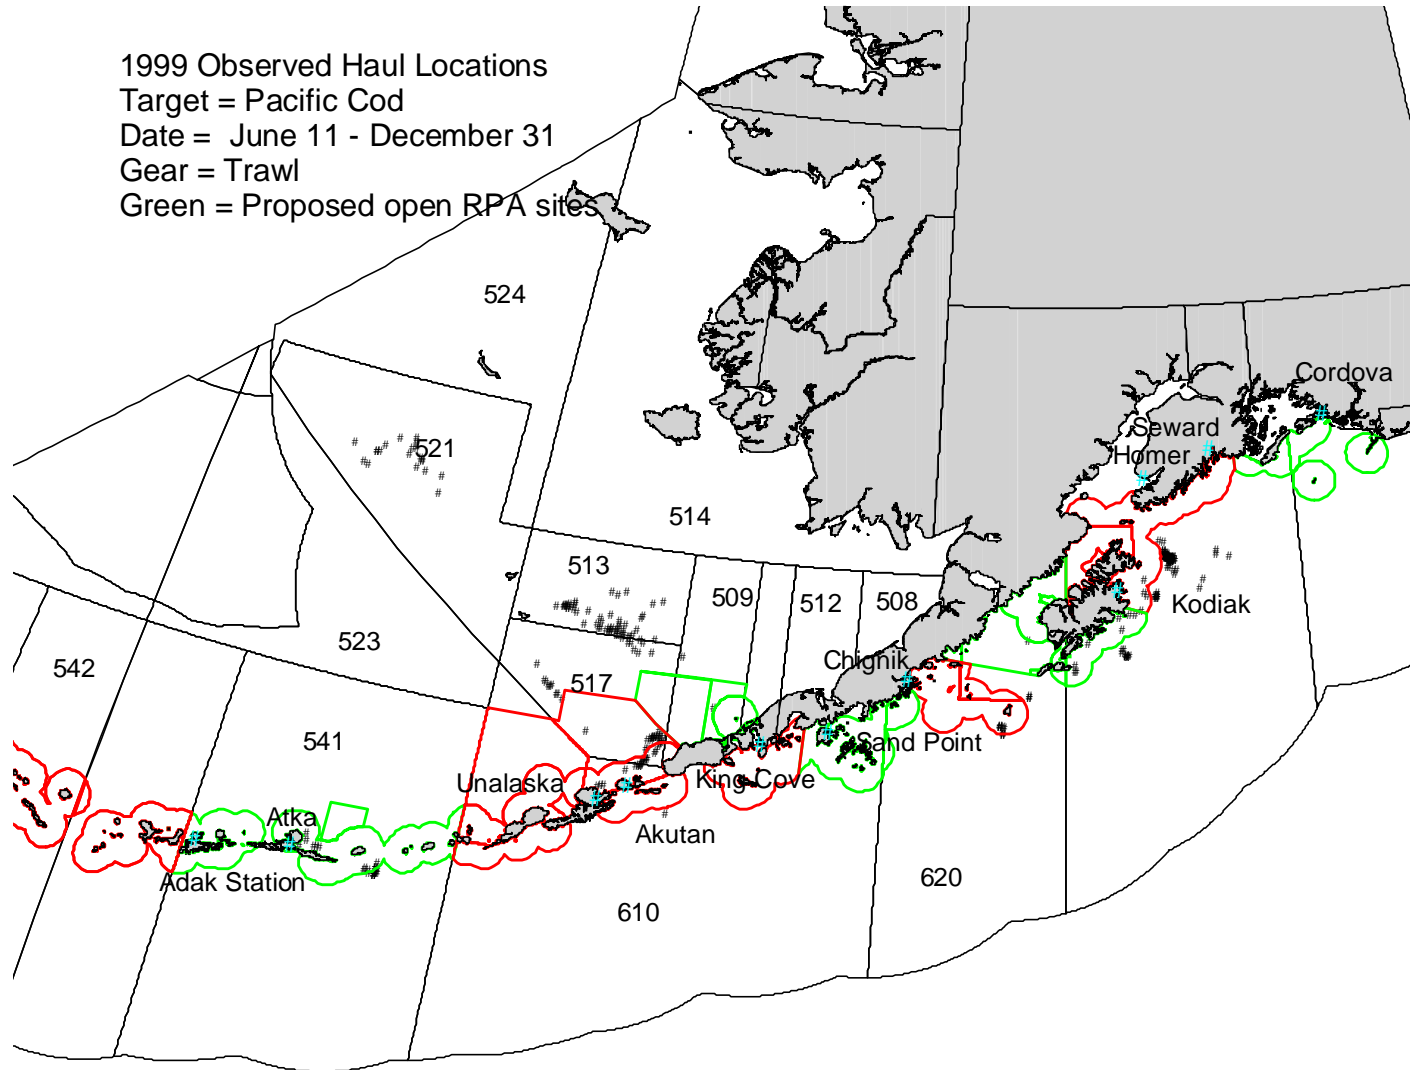 1999 Observed Haul Locations
Target = Pacific Cod
Date = June 11 - December 31
Gear = Trawl
Green = Proposed open RPA sites
524
Cordova
Seward
Homer
521
514
513
509
512
508
Kodiak
523
542
517
Chignik
541
Sand Point
Unalaska
King Cove
Atka
Akutan
Adak Station
620
610